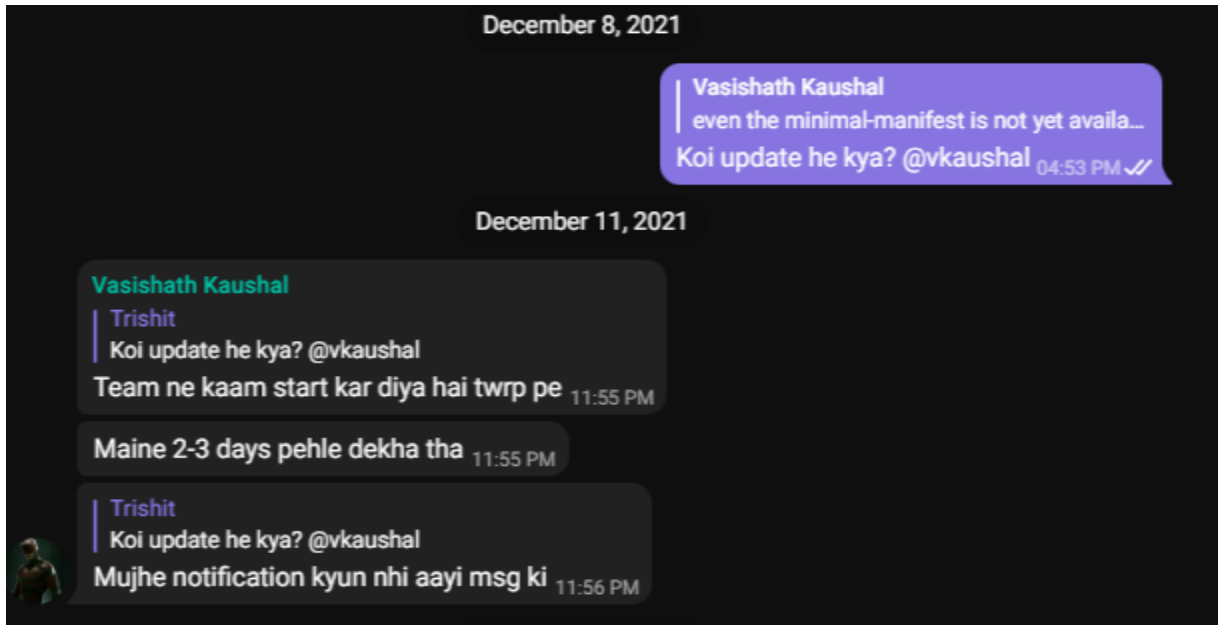 December 8, 2021
Vasishath Kaushal
even the minimal-manifest is not yet availa...
Koi update he kya? @vkaushal 04:53 PM
December 11, 2021
Vasishath Kaushal
Trishit
Koi update he kya? @vkaushal
Team ne kaam start kar diya hai twrp pe 11:55 PM
Maine 2-3 days pehle dekha tha 11:55 PM
Trishit
Koi update he kya? @vkaushal
Mujhe notification kyun nhi aayi msg ki 11:56 PM